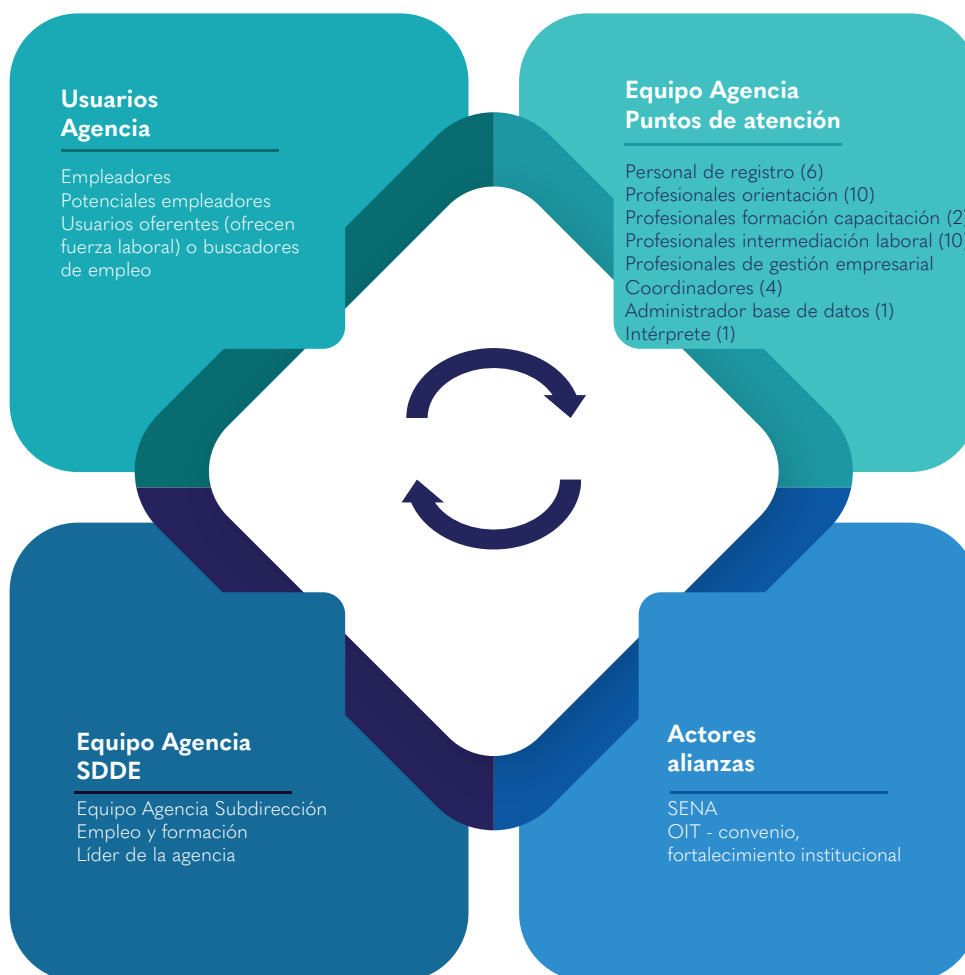 Usuarios
Agencia
Empleadores
Potenciales empleadores
Usuarios oferentes (ofrecen
fuerza laboral) o buscadores
de empleo
Equipo Agencia
Puntos de atención
Personal de registro (6)
Profesionales orientación (10)
Profesionales formación capacitación (2)
Profesionales intermediación laboral (10)
Profesionales de gestión empresarial
Coordinadores (4)
Administrador base de datos (1)
Intérprete (1)
Equipo Agencia
SDDE
Equipo Agencia Subdirección
Empleo y formación
Líder de la agencia
Actores
alianzas
SENA
OIT - convenio,
fortalecimiento institucional